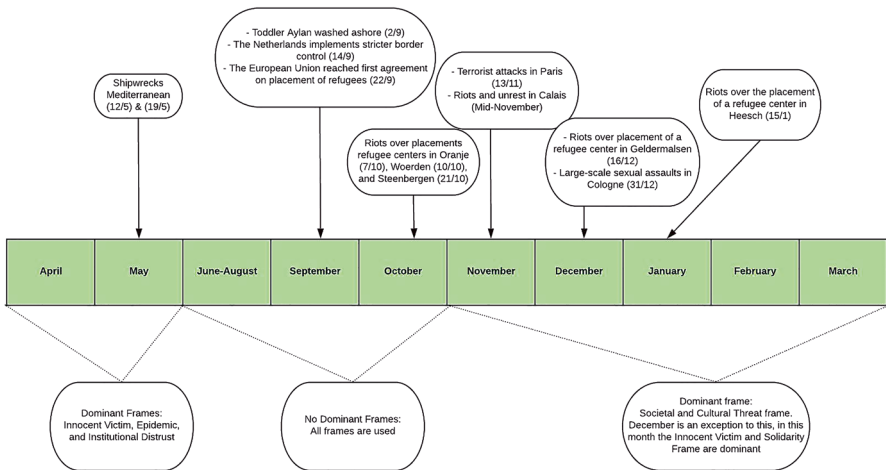 Shipwrecks
Mediterranean
(12/5) & (19/5)
- Toddler Aylan washed ashore (2/9)
- The Netherlands implements stricter border
control (14/9)
- The European Union reached first agreement
on placement of refugees (22/9)
Riots over placements
refugee centers in Oranje
(7/10), Woerden (10/10),
and Steenbergen (21/10)
- Terrorist attacks in Paris
(13/11)
- Riots and unrest in Calais
(Mid-November)
- Riots over placement of a
refugee center in Geldermalsen
(16/12)
- Large-scale sexual assaults in
Cologne (31/12)
Riots over the placement
of a refugee center in
Heesch (15/1)
April
May
June-August
September
October
November
December
January
February
March
Dominant Frames:
Innocent Victim, Epidemic,
and Institutional Distrust
No Dominant Frames:
All frames are used
Dominant frame:
Societal and Cultural Threat frame.
December is an exception to this, in this
month the Innocent Victim and Solidarity
Frame are dominant